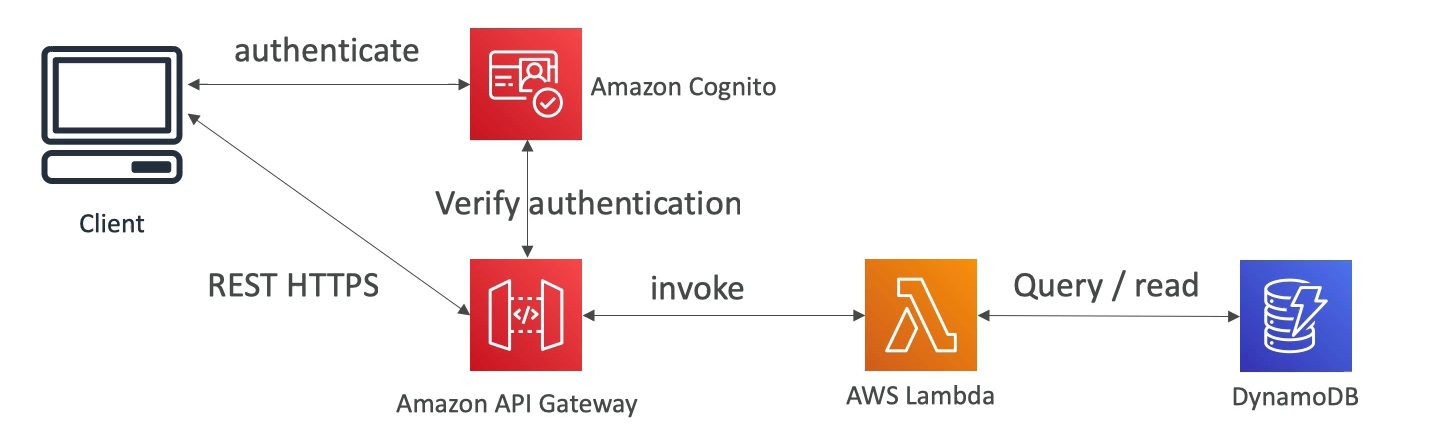 authenticate
Amazon Cognito
Client
Verify authentication
REST HTTPS
invoke
Query / read
</>
Amazon API Gateway
AWS Lambda
DynamoDB